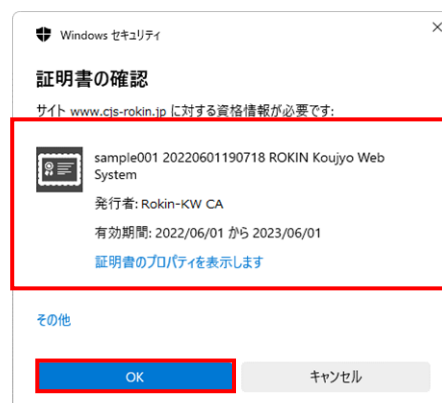 Windows セキュリティ
証明書の確認
サイト www.cjs-rokin.jp に対する資格情報が必要です:
sample001 20220601190718 ROKIN Koujyo Web
System
発行者: Rokin-KW CA
有効期間: 2022/06/01 から 2023/06/01
証明書のプロパティを表示します
その他
OK
キャンセル